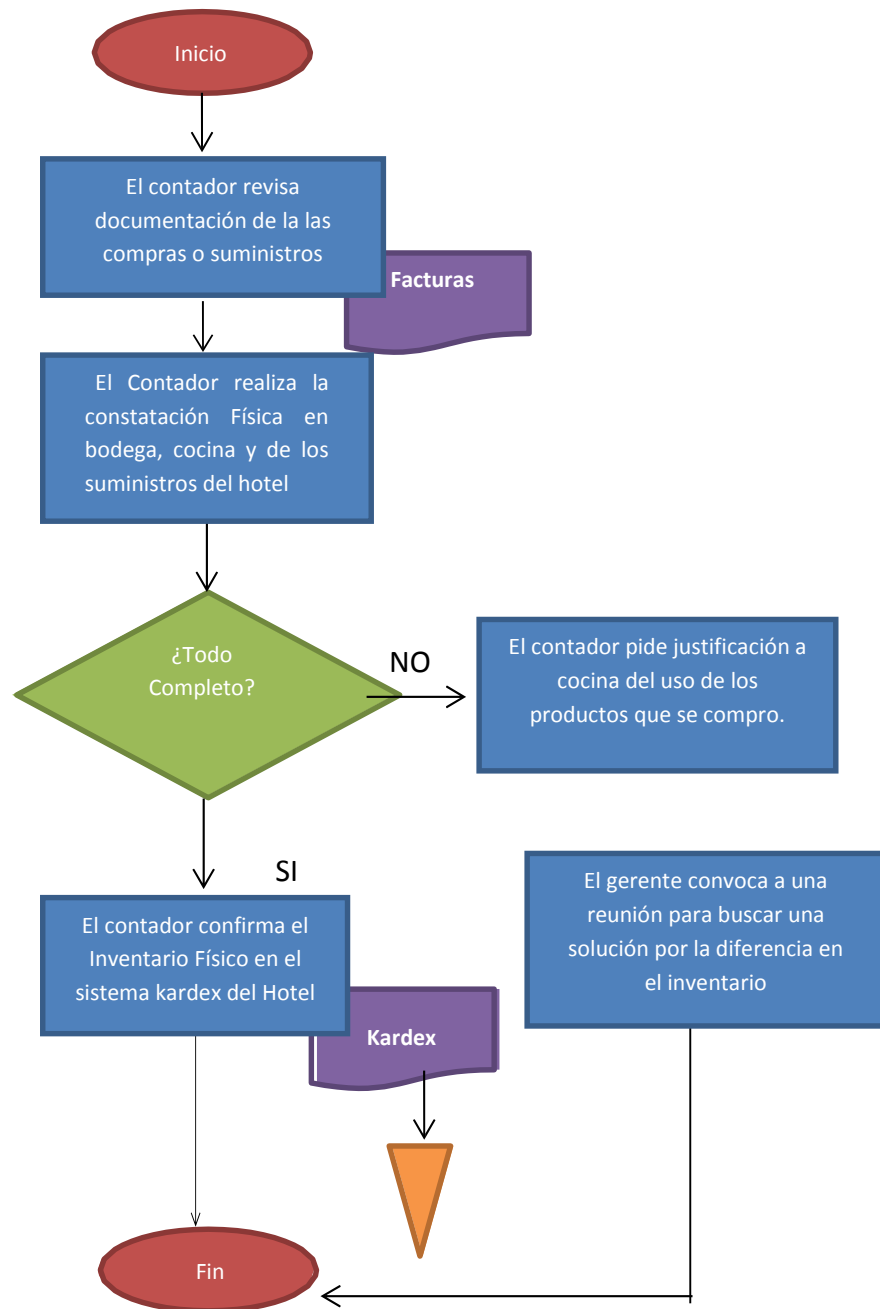 Inicio
El contador revisa
documentación de la las
compras o suministros
Facturas
El Contador realiza la
constatación Física en
bodega, cocina y de los
suministros del hotel
¿Todo
Completo?
NO
El contador pide justificación a
cocina del uso de los
productos que se compro.
SI
El contador confirma el
Inventario Físico en el
sistema kardex del Hotel
Kardex
El gerente convoca a una
reunión para buscar una
solución por la diferencia en
el inventario
Fin